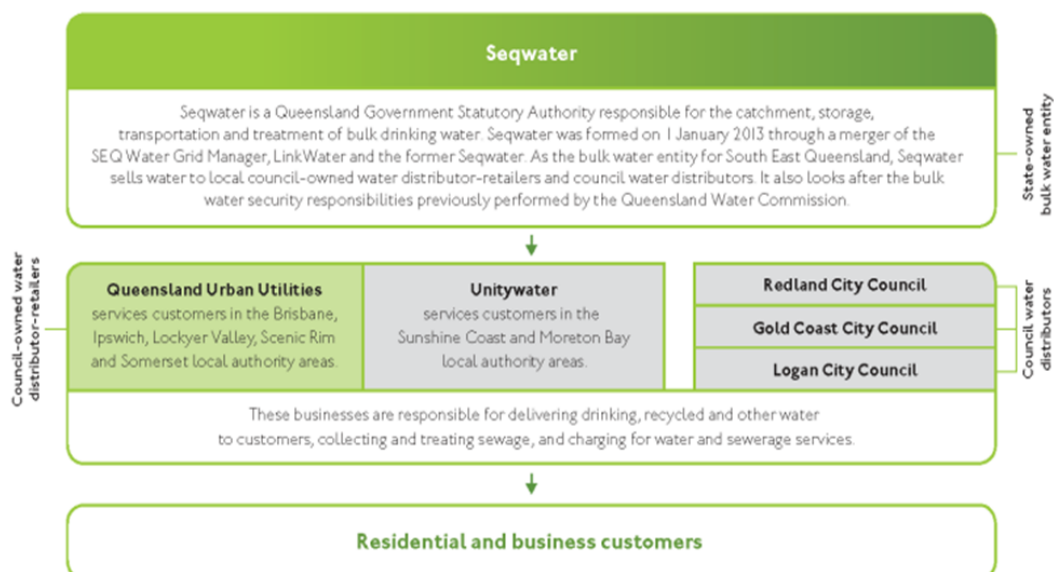 Seqwater
Seqwater is a Queensland Government Statutory Authority responsible for the catchment, storage,
transportation and treatment of bulk drinking water. Seqwater was formed on 1 January 2013 through a merger of the
SEQ Water Grid Manager, LinkWater and the former Seqwater. As the bulk water entity for South East Queensland, Seqwater
sells water to local council-owned water distributor-retailers and council water distributors. It also looks after the bulk
water security responsibilities previously performed by the Queensland Water Commission.
State-owned
bulk water entity
Council-owned water
distributor-retailers
Queensland Urban Utilities
services customers in the Brisbane,
Ipswich, Lockyer Valley, Scenic Rim
and Somerset local authority areas.
Unitywater
services customers in the
Sunshine Coast and Moreton Bay
local authority areas.
Redland City Council
Gold Coast City Council
Logan City Council
Council water
distributors
These businesses are responsible for delivering drinking, recycled and other water
to customers, collecting and treating sewage, and charging for water and sewerage services.
Residential and business customers